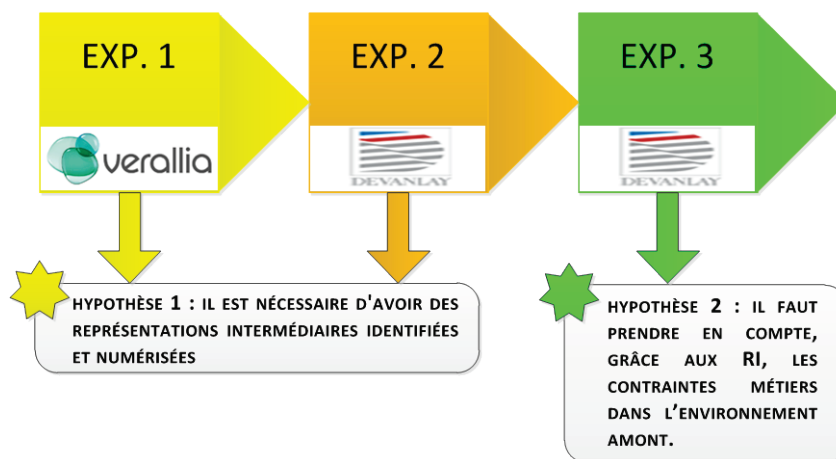 EXP. 1
EXP. 2
EXP. 3
verallia
DEVANLAY
DEVANLAY
HYPOTHÈSE 1 : IL EST NÉCESSAIRE D'AVOIR DES
REPRÉSENTATIONS INTERMÉDIAIRES IDENTIFIÉES
ET NUMÉRISÉES
HYPOTHÈSE 2 : IL FAUT
PRENDRE EN COMPTE,
GRÂCE AUX RI, LES
CONTRAINTES MÉTIERS
DANS L'ENVIRONNEMENT
AMONT.